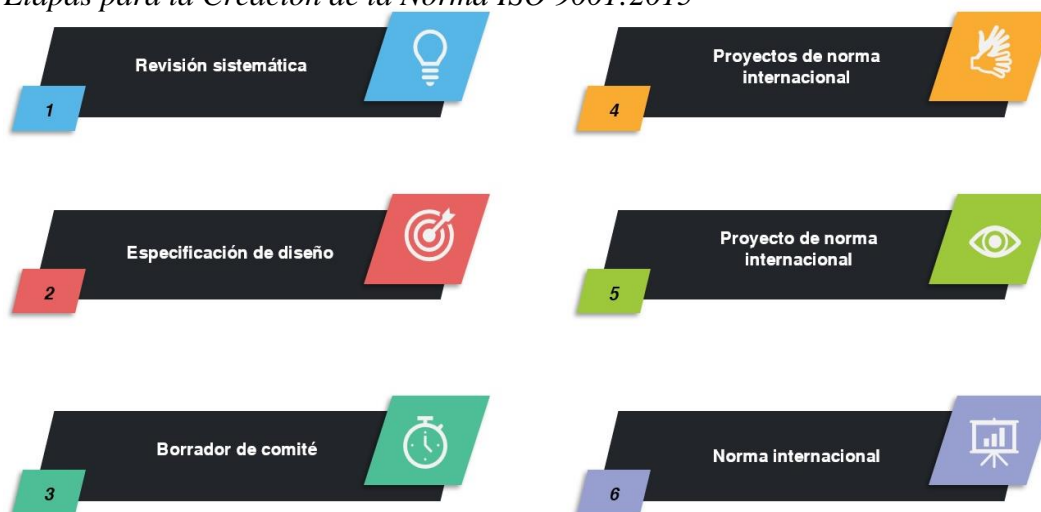 Etapas para la Creación de la Norma ISO 9001:2015
Revisión sistemática
1
Especificación de diseño
2
Borrador de comité
3
Proyectos de norma
internacional
4
Proyecto de norma
internacional
5
Norma internacional
6